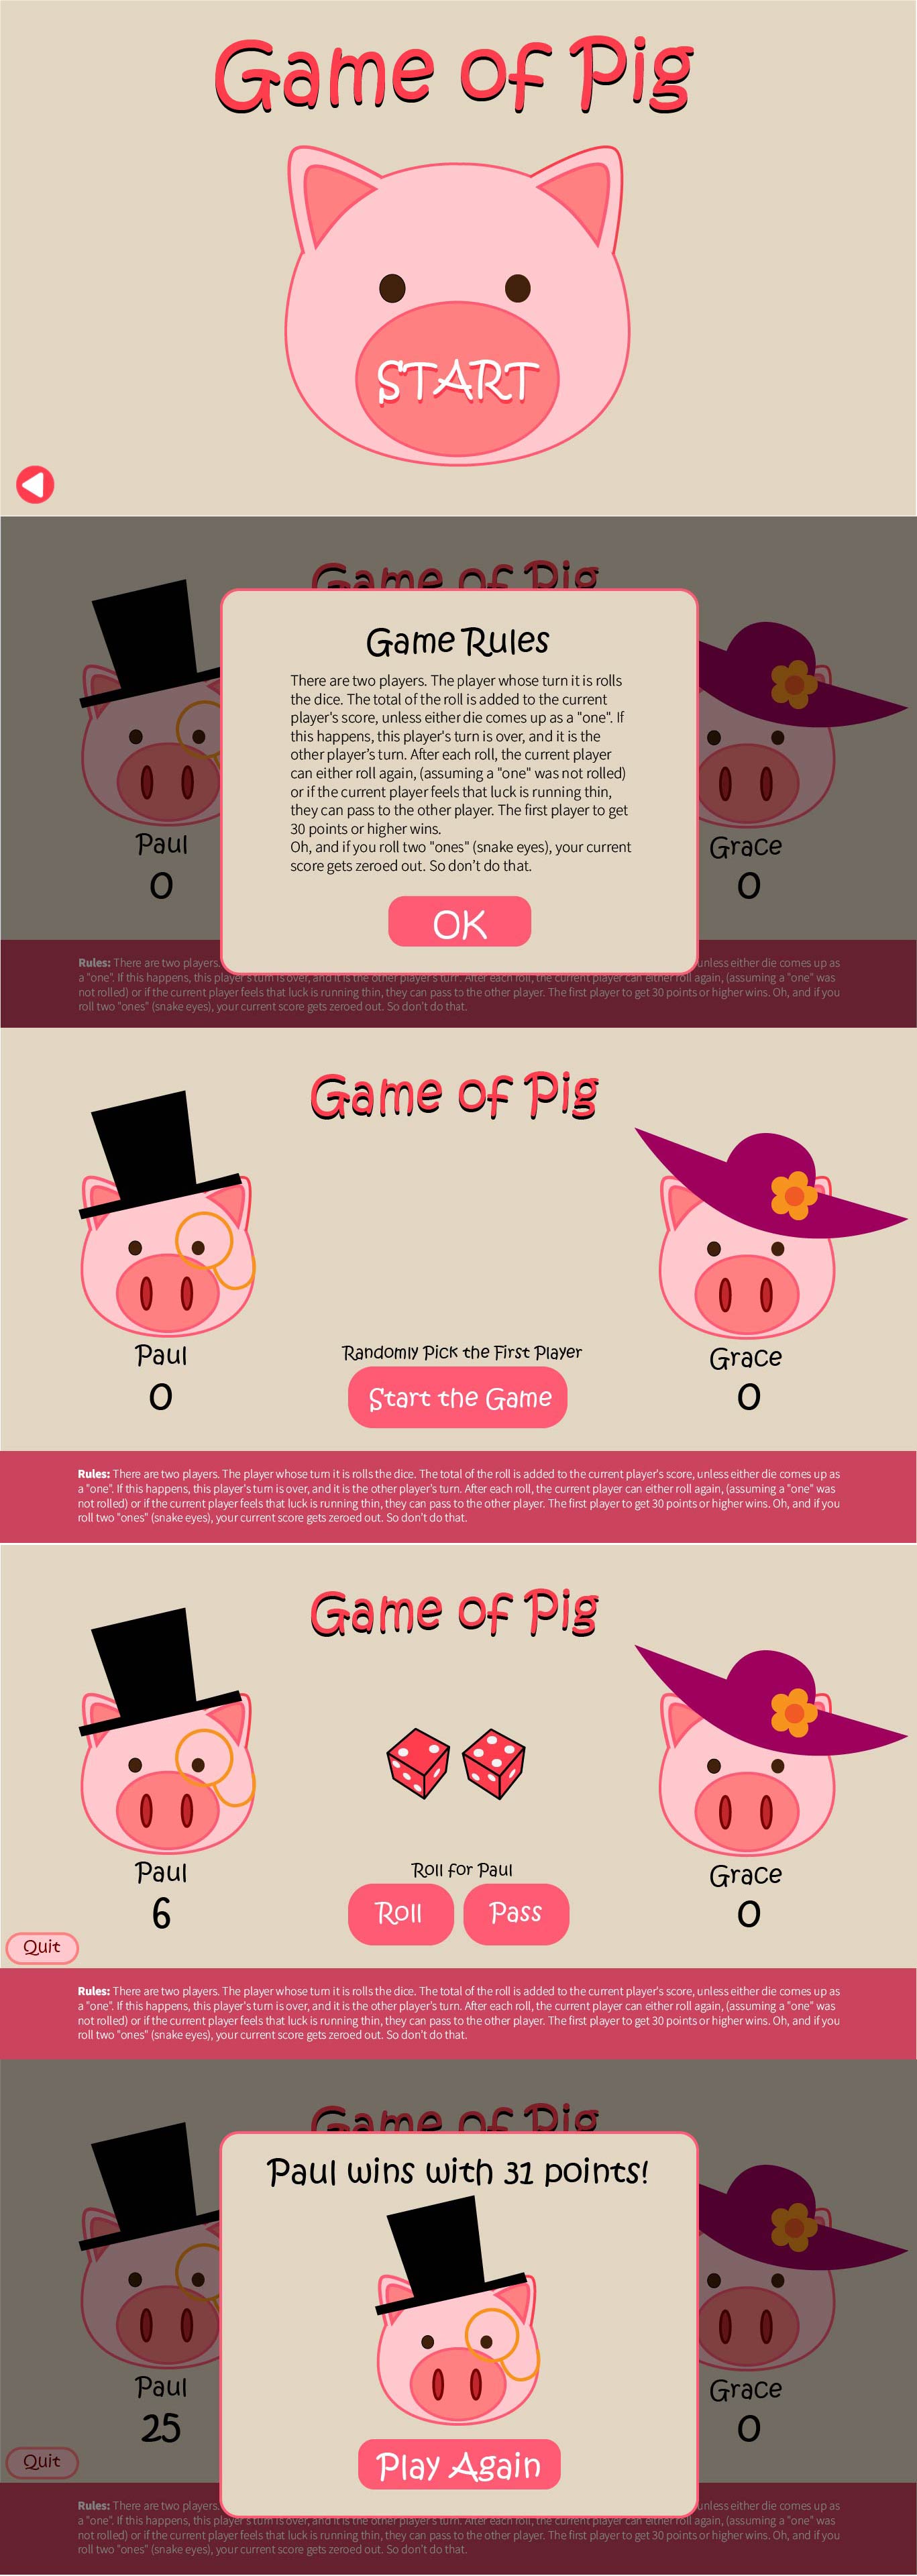 Game of Pig
START
Game of Pig
Game Rules
There are two players. The player whose turn it is rolls
the dice. The total of the roll is added to the current
player's score, unless either die comes up as a "one". If
this happens, this player's turn is over, and it is the
other player's turn. After each roll, the current player
can either roll again, (assuming a "one" was not rolled)
or if the current player feels that luck is running thin,
they can pass to the other player. The first player to get
30 points or higher wins.
Oh, and if you roll two "ones" (snake eyes), your current
score gets zeroed out. So don't do that.
OK
Paul
0
Grace
0
Rules: There are two players. unless either die comes up as
a "one". If this happens, this player's turn is over, and it is the other player's turn. After each roll, the current player can either roll again, (assuming a "one" was
not rolled) or if the current player feels that luck is running thin, they can pass to the other player. The first player to get 30 points or higher wins. Oh, and if you
roll two "ones" (snake eyes), your current score gets zeroed out. So don't do that.
Game of Pig
Paul
0
Randomly Pick the First Player
Start the Game
Grace
0
Rules: There are two players. The player whose turn it is rolls the dice. The total of the roll is added to the current player's score, unless either die comes up as
a "one". If this happens, this player's turn is over, and it is the other player's turn. After each roll, the current player can either roll again, (assuming a "one" was
not rolled) or if the current player feels that luck is running thin, they can pass to the other player. The first player to get 30 points or higher wins. Oh, and if you
roll two "ones" (snake eyes), your current score gets zeroed out. So don't do that.
Game of Pig
Paul
6
Roll for Paul
Roll Pass
Grace
0
Quit
Rules: There are two players. The player whose turn it is rolls the dice. The total of the roll is added to the current player's score, unless either die comes up as
a "one". If this happens, this player's turn is over, and it is the other player's turn. After each roll, the current player can either roll again, (assuming a "one" was
not rolled) or if the current player feels that luck is running thin, they can pass to the other player. The first player to get 30 points or higher wins. Oh, and if you
roll two "ones" (snake eyes), your current score gets zeroed out. So don't do that.
Game of Pig
Paul wins with 31 points!
Play Again
Paul
25
Grace
0
Quit
Rules: There are two players. unless either die comes up as
a "one". If this happens, this player's turn is over, and it is the other player's turn. After each roll, the current player can either roll again, (assuming a "one" was
not rolled) or if the current player feels that luck is running thin, they can pass to the other player. The first player to get 30 points or higher wins. Oh, and if you
roll two "ones" (snake eyes), your current score gets zeroed out. So don't do that.